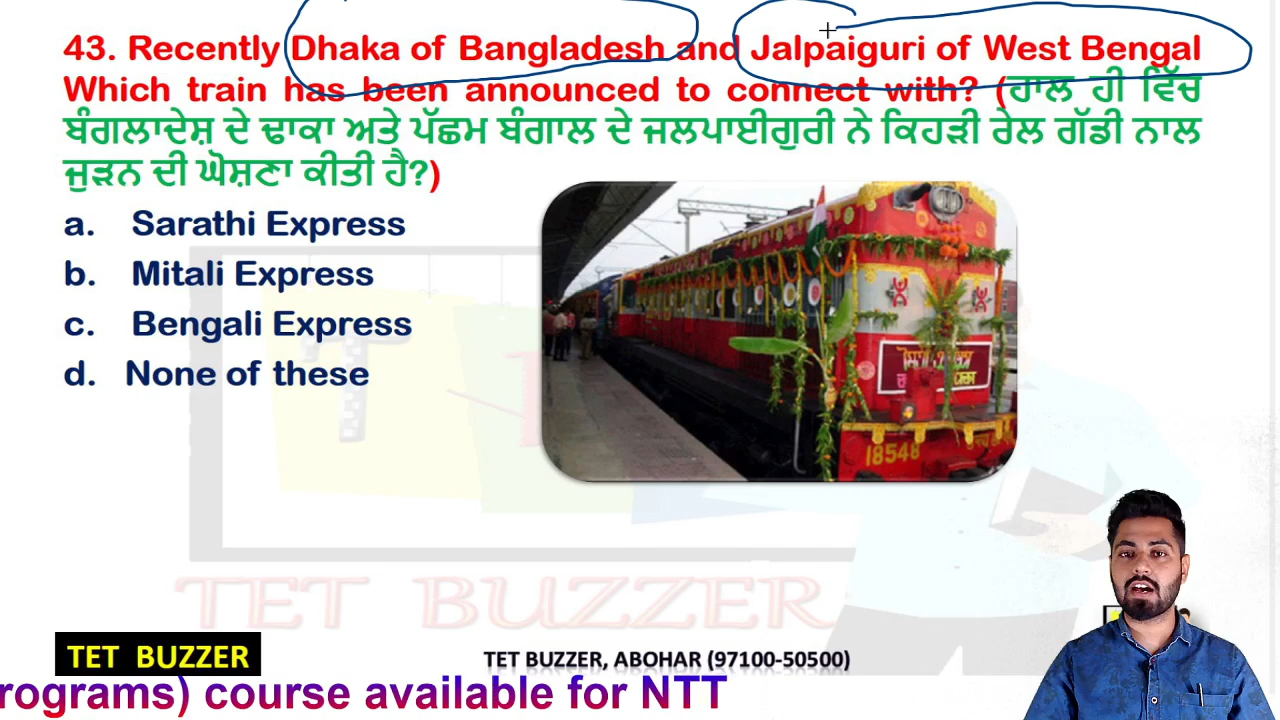 43. Recently Dhaka of Bangladesh and Jalpaiguri of West Bengal
Which train has been announced to connect with? (ਹਾਲ ਹੀ ਵਿੱਚ
ਬੰਗਲਾਦੇਸ਼ ਦੇ ਢਾਕਾ ਅਤੇ ਪੱਛਮ ਬੰਗਾਲ ਦੇ ਜਲਪਾਈਗੁਰੀ ਨੇ ਕਿਹੜੀ ਰੇਲ ਗੱਡੀ ਨਾਲ
ਜੁੜਨ ਦੀ ਘੋਸ਼ਣਾ ਕੀਤੀ ਹੈ?)
a. Sarathi Express
b. Mitali Express
c. Bengali Express
d. None of these
18548
TET BUZZER
TET BUZZER
TET BUZZER, ABOHAR (97100-50500)
rograms) course available for NTT